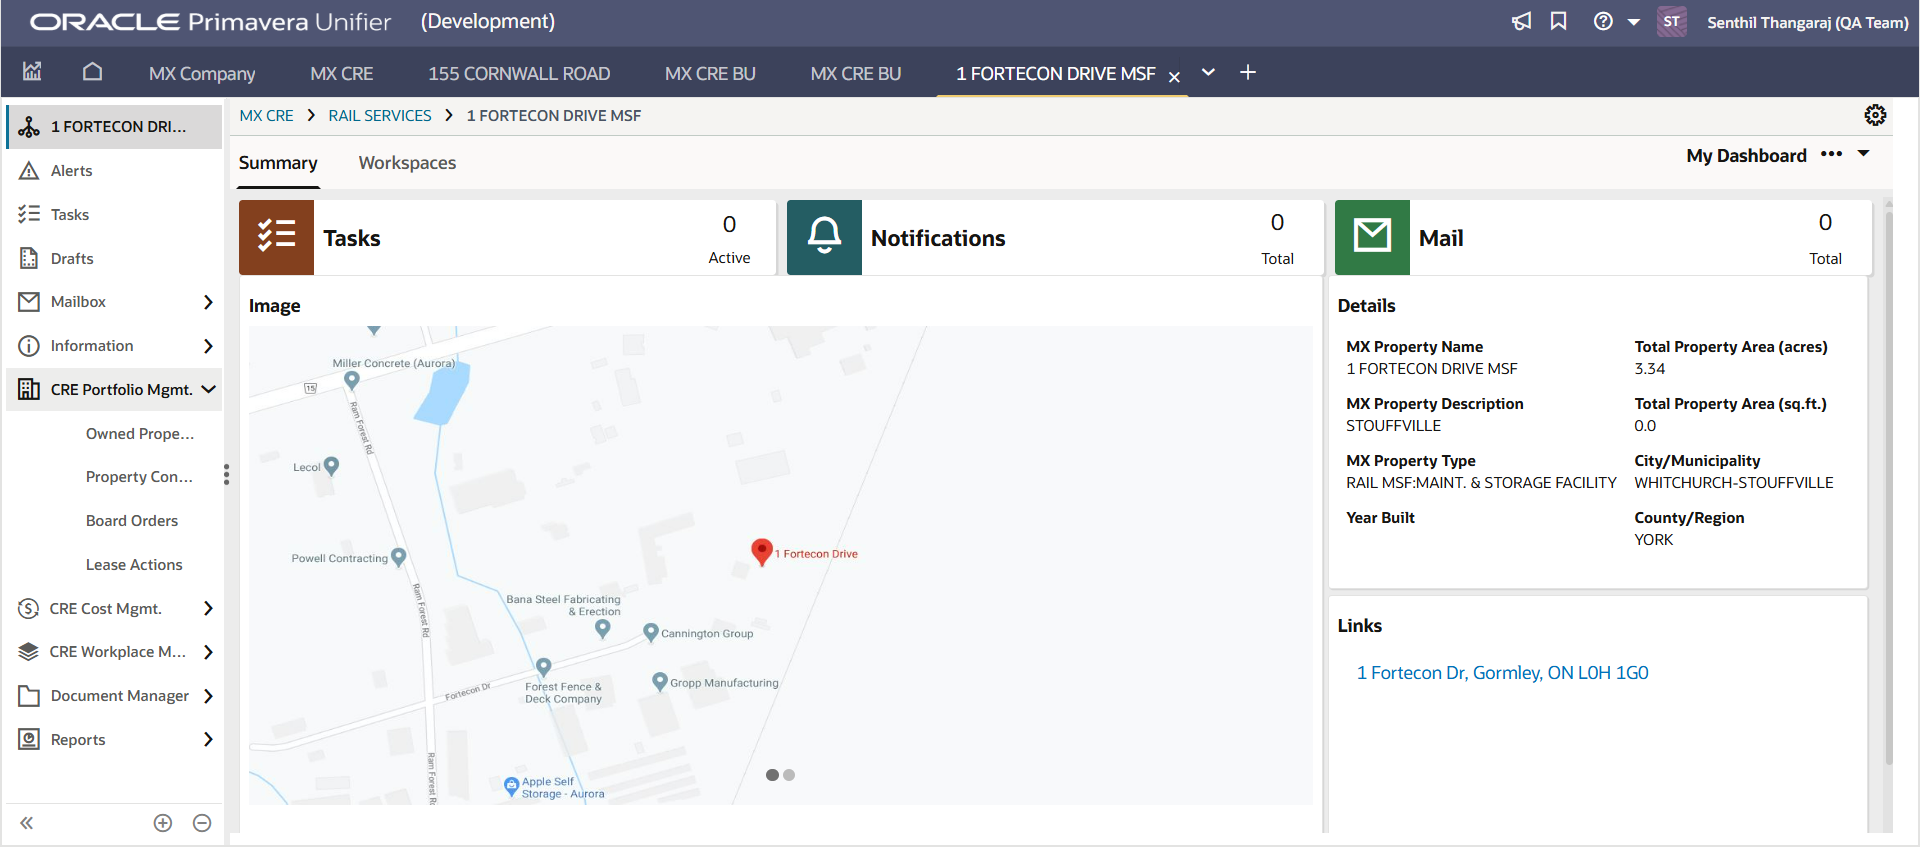 ORACLE Primavera Unifier (Development)
ST Senthil Thangaraj (QA Team)
MX Company MX CRE 155 CORNWALL ROAD MX CRE BU MX CRE BU 1 FORTECON DRIVE MSF
1 FORTECON DRI...
Alerts
Tasks
Drafts
Mailbox
Information
CRE Portfolio Mgmt.
Owned Prope...
Property Con...
Board Orders
Lease Actions
CRE Cost Mgmt.
CRE Workplace M...
Document Manager
Reports
MX CRE > RAIL SERVICES > 1 FORTECON DRIVE MSF
Summary Workspaces
My Dashboard
Tasks
0
Active
Notifications
0
Total
Mail
0
Total
Image
Miller Concrete (Aurora)
15
Ram Forest Rd
Lecol
Powell Contracting
Ram Forest Rd
1 Fortecon Drive
Bana Steel Fabricating
& Erection
Cannington Group
Forest Fence &
Deck Company
Gropp Manufacturing
Fortecon Dr
Ram Forest Rd
Apple Self
Storage - Aurora
Details
MX Property Name
1 FORTECON DRIVE MSF
Total Property Area (acres)
3.34
MX Property Description
STOUFFVILLE
Total Property Area (sq.ft.)
0.0
MX Property Type
RAIL MSF:MAINT. & STORAGE FACILITY
City/Municipality
WHITCHURCH-STOUFFVILLE
Year Built
County/Region
YORK
Links
1 Fortecon Dr, Gormley, ON L0H 1G0